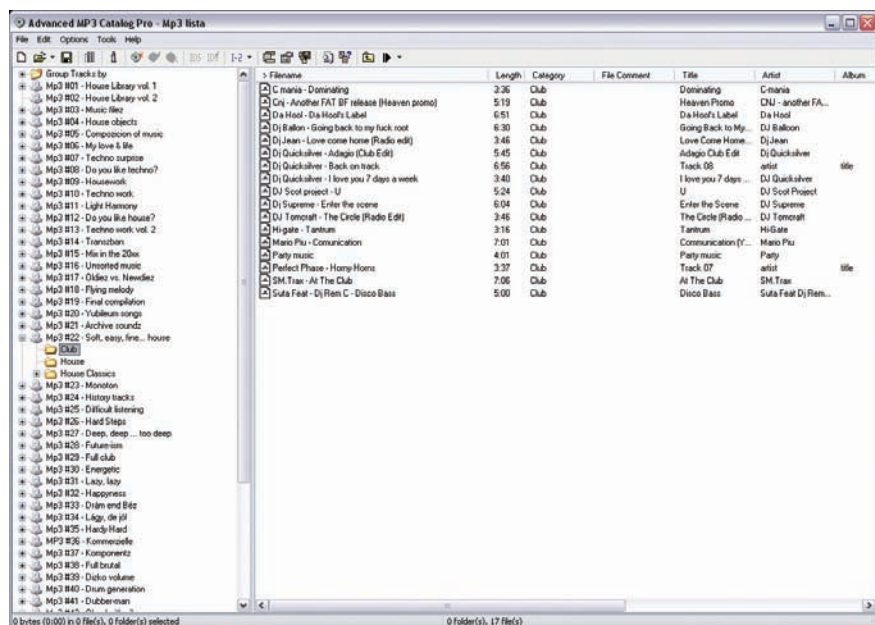 Advanced MP3 Catalog Pro - Mp3 lista
File Edit Options Tools Help
Group Tracks by
Mp3 #01 - House Library vol. 1
Mp3 #02 - House Library vol. 2
Mp3 #03 - Music filez
Mp3 #04 - House objects
Mp3 #05 - Composicion of music
Mp3 #06 - My love & life
Mp3 #07 - Techno surprise
Mp3 #08 - Do you like techno?
Mp3 #09 - Housework
Mp3 #10 - Techno work
Mp3 #11 - Light Harmony
Mp3 #12 - Do you like house?
Mp3 #13 - Techno work vol. 2
Mp3 #14 - Transzban
Mp3 #15 - Mix in the 20xx
Mp3 #16 - Unsorted music
Mp3 #17 - Oldiez vs. Newdiez
Mp3 #18 - Flying melody
Mp3 #19 - Final compilation
Mp3 #20 - Yubileum songs
Mp3 #21 - Archive soundz
Mp3 #22 - Soft, easy, fine... house
Club
House
House Classics
Mp3 #23 - Monoton
Mp3 #24 - History tracks
Mp3 #25 - Difficult listening
Mp3 #26 - Hard Steps
Mp3 #27 - Deep, deep ... too deep
Mp3 #28 - Future-ism
Mp3 #29 - Full club
Mp3 #30 - Energetic
Mp3 #31 - Lazy, lazy
Mp3 #32 - Happyness
Mp3 #33 - Drám end Béz
Mp3 #34 - Lágy, de jó!
Mp3 #35 - Hardy-Hard
MP3 #36 - Kommerzielle
Mp3 #37 - Komponentz
Mp3 #38 - Full brutal
Mp3 #39 - Dizko volume
Mp3 #40 - Drum generation
Mp3 #41 - Dubber-man
> Filename Length Category File Comment Title Artist Album
C mania - Dominating 3:36 Club Dominating C-mania
Cnj - Another FAT BF release (Heaven promo) 5:19 Club Heaven Promo CNJ - another FA...
Da Hool - Da Hool's Label 6:51 Club Da Hool's Label Da Hool
Dj Ballon - Going back to my fuck root 6:30 Club Going Back to My... DJ Balloon
Dj Jean - Love come home (Radio edit) 3:46 Club Love Come Home... Dj Jean
Dj Quicksilver - Adagio (Club Edit) 5:45 Club Adagio Club Edit Dj Quicksilver
Dj Quicksilver - Back on track 6:56 Club Track 08 artist title
Dj Quicksilver - I love you 7 days a week 3:40 Club I love you 7 days ... DJ Quicksilver
DJ Scot project - U 5:24 Club U DJ Scot Project
Dj Supreme - Enter the scene 6:04 Club Enter the Scene DJ Supreme
DJ Tomcraft - The Circle (Radio Edit) 3:46 Club The Circle (Radio ... DJ Tomcraft
Hi-gate - Tantrum 3:16 Club Tantrum Hi-Gate
Mario Piu - Comunication 7:01 Club Communication (Y... Mario Piu
Party music 4:01 Club Party music Party
Perfect Phase - Horny Horns 3:37 Club Track 07 artist title
SM.Trax - At The Club 7:06 Club At The Club SM.Trax
Suta Feat - Dj Rem C - Disco Bass 5:00 Club Disco Bass Suta Feat Dj Rem...
0 bytes (0:00) in 0 file(s), 0 folder(s) selected 0 folder(s), 17 file(s)